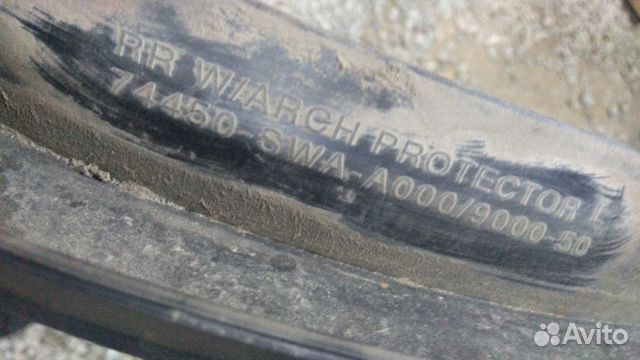 RR W/ARCH PROTECTOR L
74450-SWA-A000/9000-50
Avito